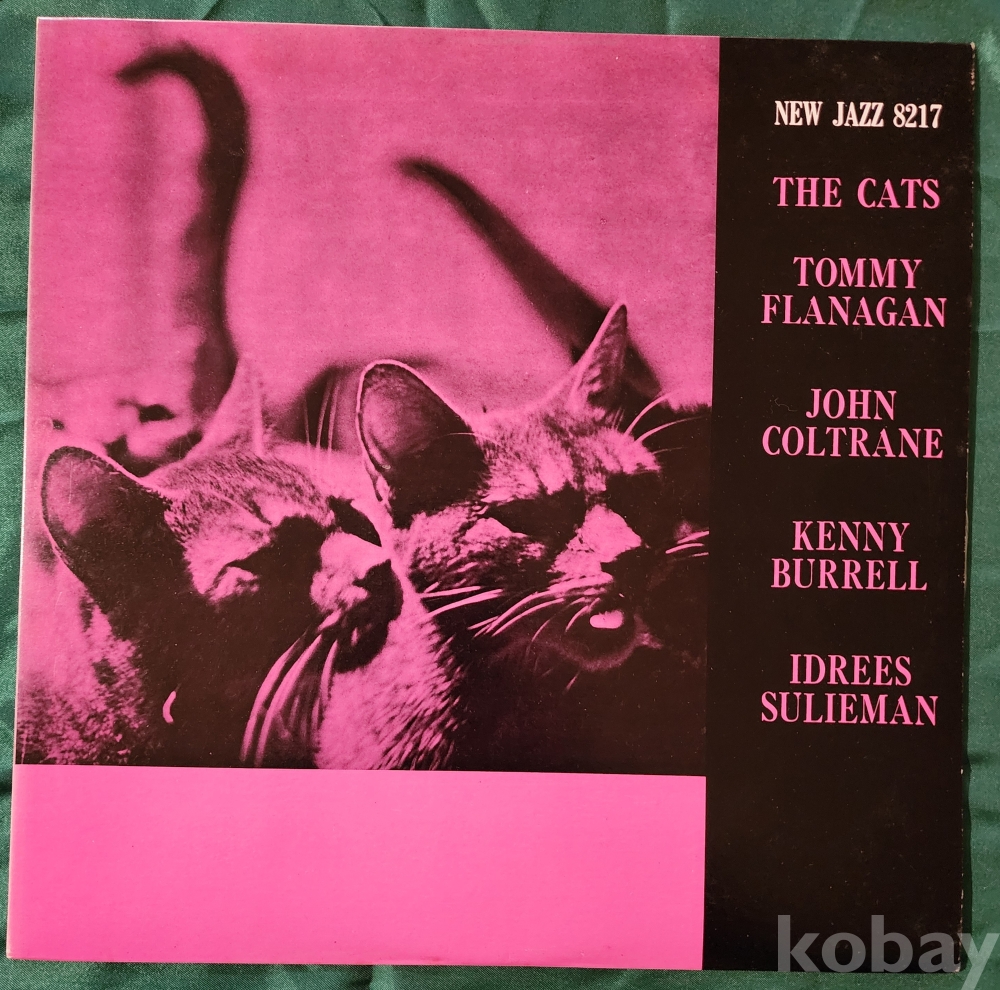 NEW JAZZ 8217
THE CATS
TOMMY
FLANAGAN
JOHN
COLTRANE
KENNY
BURRELL
IDREES
SULIEMAN
kobay